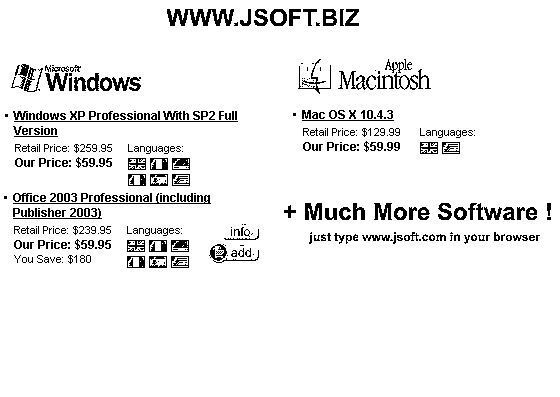 WWW.JSOFT.BIZ
Microsoft
Windows
• Windows XP Professional With SP2 Full
Version
Retail Price: $259.95 Languages:
Our Price: $59.95
• Office 2003 Professional (including
Publisher 2003)
Retail Price: $239.95 Languages:
Our Price: $59.95
You Save: $180
info
add
Apple
Macintosh
• Mac OS X 10.4.3
Retail Price: $129.99 Languages:
Our Price: $59.99
+ Much More Software !
just type www.jsoft.com in your browser